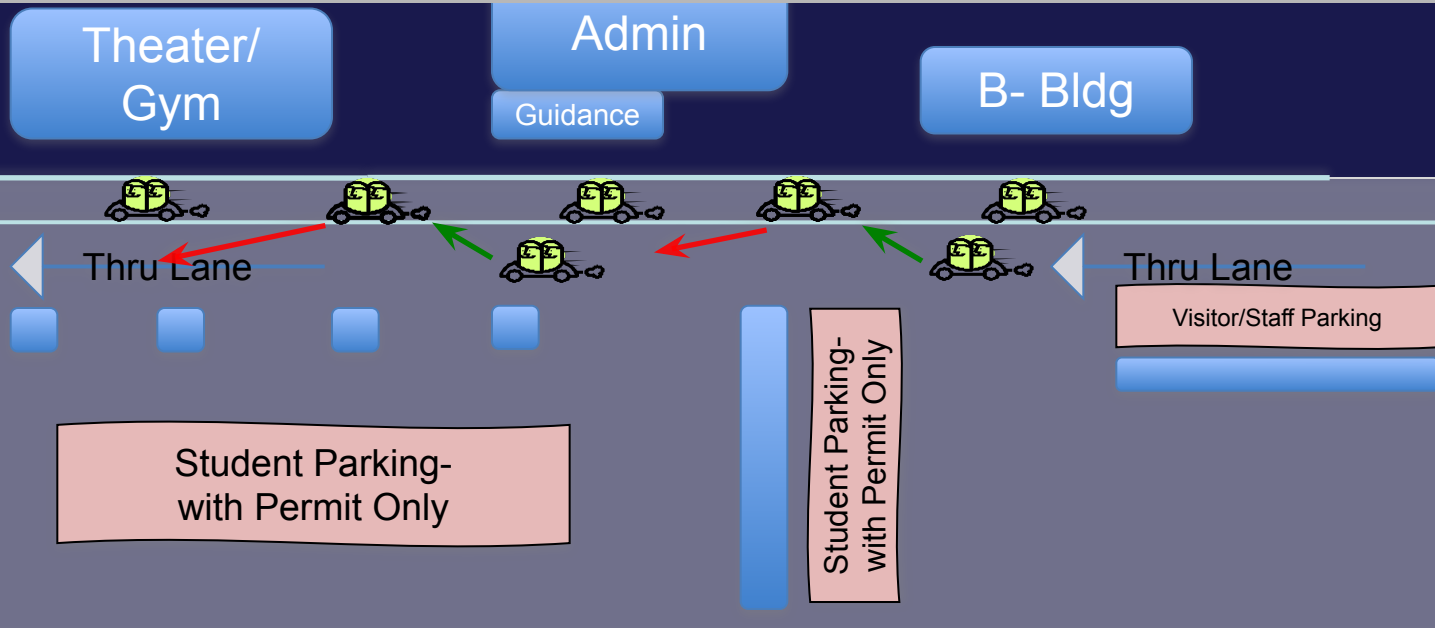 Theater/
Gym
Admin
Guidance
B- Bldg
Thru Lane
Thru Lane
Visitor/Staff Parking
Student Parking-
with Permit Only
Student Parking-
with Permit Only